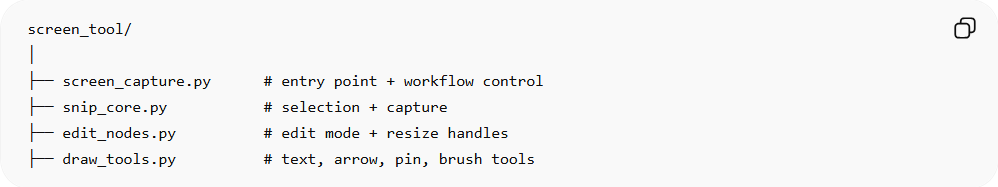 screen_tool/
│
├── screen_capture.py      # entry point + workflow control
├── snip_core.py           # selection + capture
├── edit_nodes.py          # edit mode + resize handles
├── draw_tools.py          # text, arrow, pin, brush tools